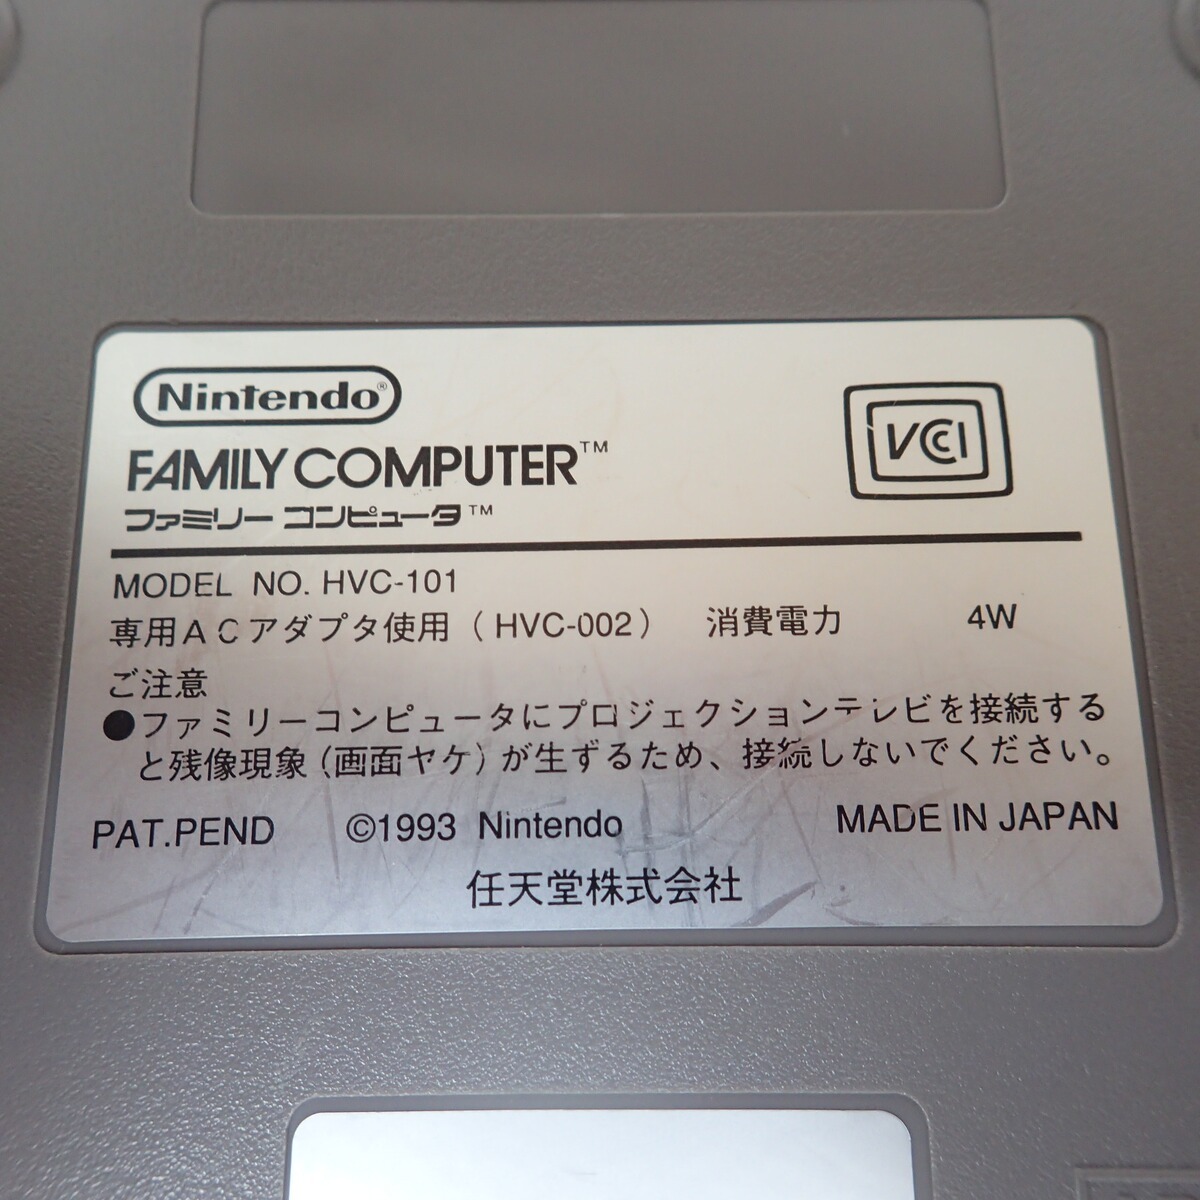 Nintendo®
FAMILY COMPUTER™
ファミリー コンピュータ™
VCCI
MODEL NO. HVC-101
専用ACアダプタ使用（HVC-002） 消費電力 4W
ご注意
●ファミリーコンピュータにプロジェクションテレビを接続する
と残像現象（画面ヤケ）が生ずるため、接続しないでください。
PAT.PEND ©1993 Nintendo MADE IN JAPAN
任天堂株式会社